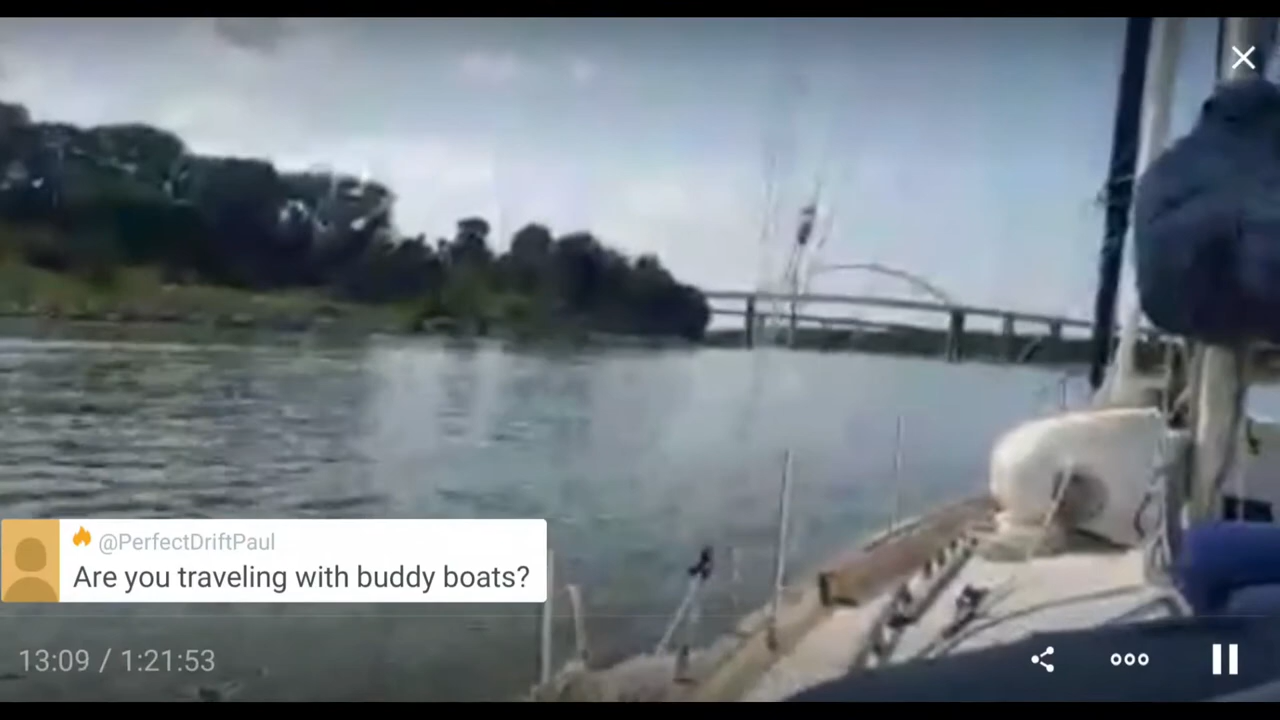 🔥 @PerfectDriftPaul
Are you traveling with buddy boats?
13:09 / 1:21:53